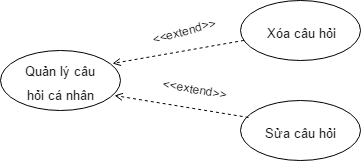 Xóa câu hỏi
<<extend>>
Quản lý câu
hỏi cá nhân
<<extend>>
Sửa câu hỏi